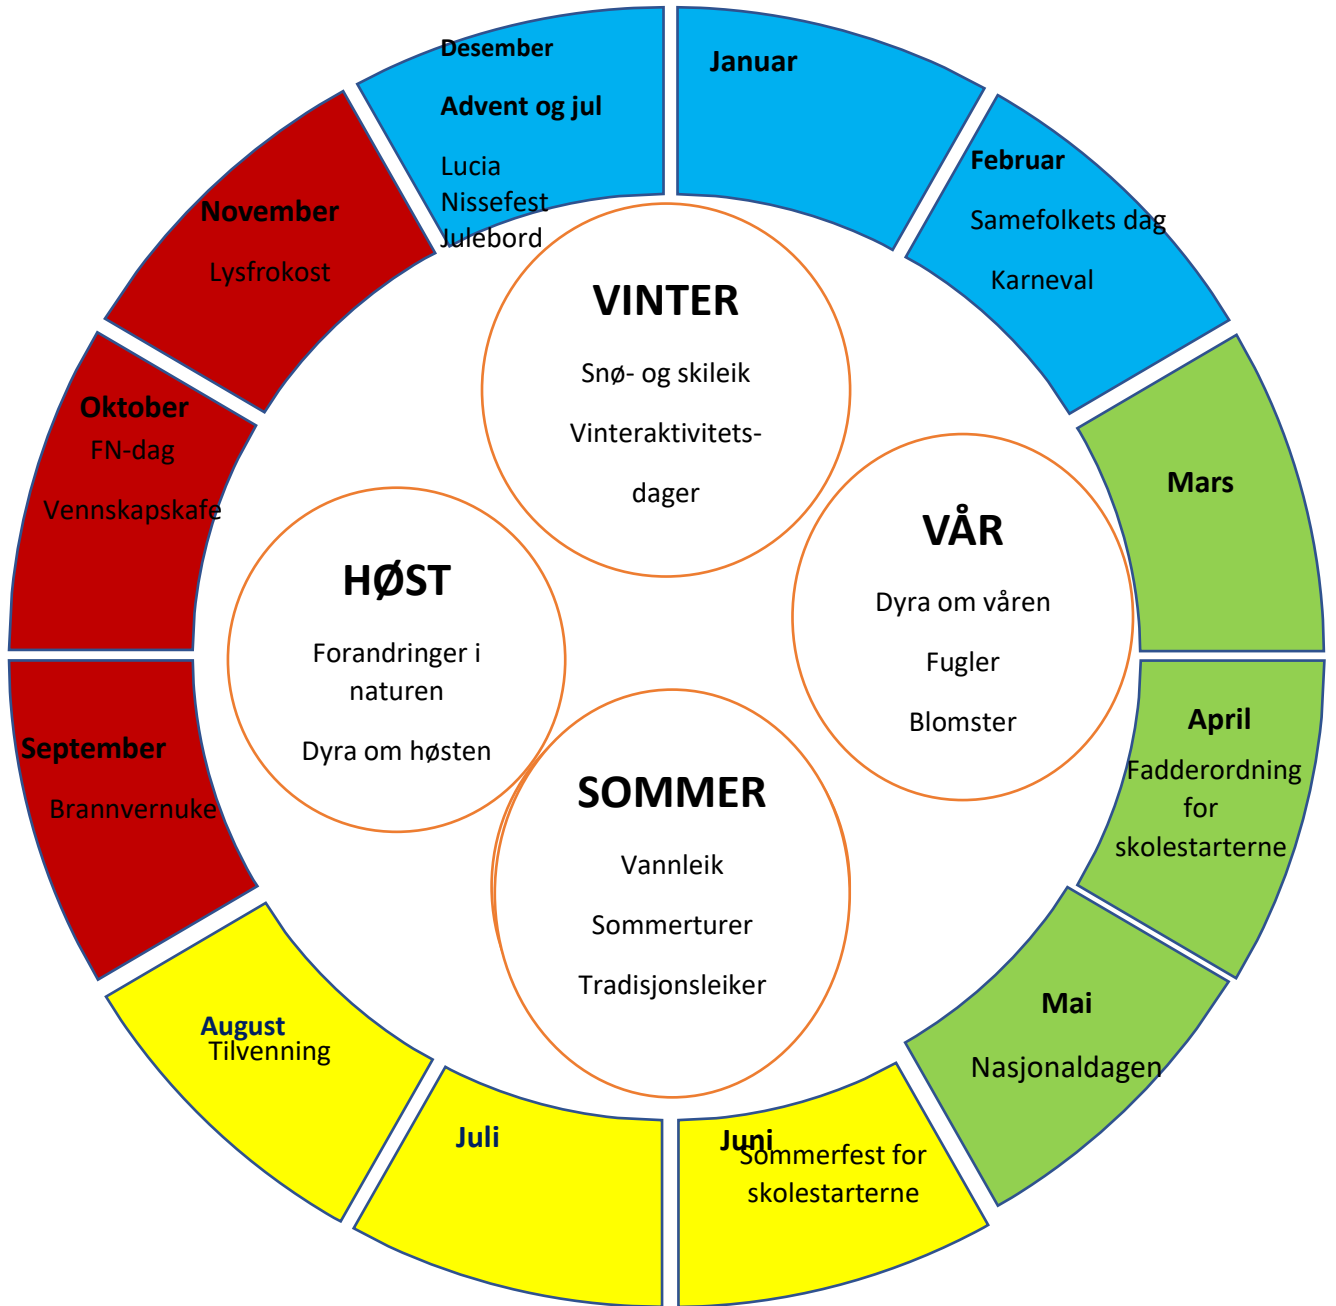 Desember
Advent og jul
Lucia
Nissefest
Julebord
Januar
Februar
Samefolkets dag
Karneval
Mars
April
Fadderordning
for
skolestarterne
Mai
Nasjonaldagen
Juni
Sommerfest for
skolestarterne
Juli
August
Tilvenning
September
Brannvernuke
Oktober
FN-dag
Vennskapskafe
November
Lysfrokost
VINTER
Snø- og skileik
Vinteraktivitets-
dager
VÅR
Dyra om våren
Fugler
Blomster
SOMMER
Vannleik
Sommerturer
Tradisjonsleiker
HØST
Forandringer i
naturen
Dyra om høsten